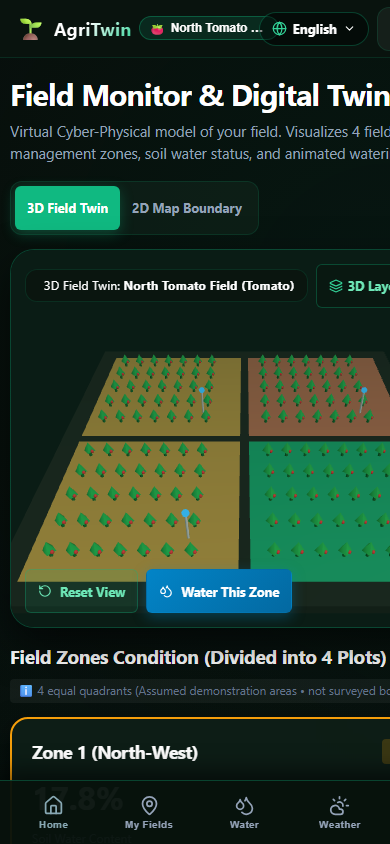 AgriTwin
North Tomato ...
English
Field Monitor & Digital Twin
Virtual Cyber-Physical model of your field. Visualizes 4 field
management zones, soil water status, and animated wateri
3D Field Twin
2D Map Boundary
3D Field Twin: North Tomato Field (Tomato)
3D Laye
Reset View
Water This Zone
Field Zones Condition (Divided into 4 Plots)
4 equal quadrants (Assumed demonstration areas • not surveyed bo
Zone 1 (North-West)
17.8%
Home
My Fields
Water
Weather